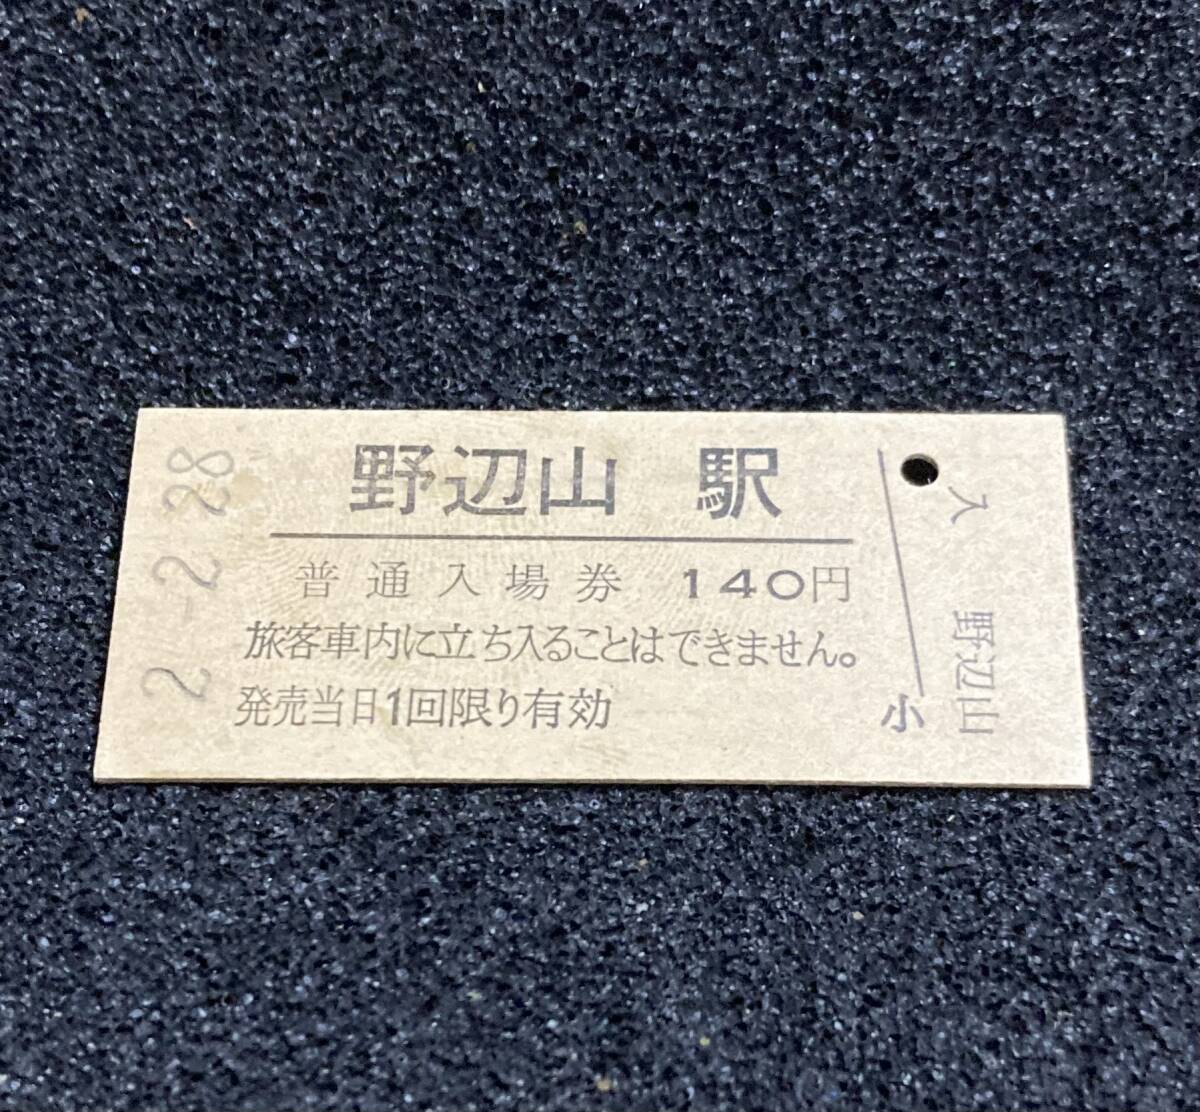 2-2-28
野辺山 駅
普通入場券 140円
旅客車内に立ち入ることはできません。
発売当日1回限り有効
小
入 野辺山